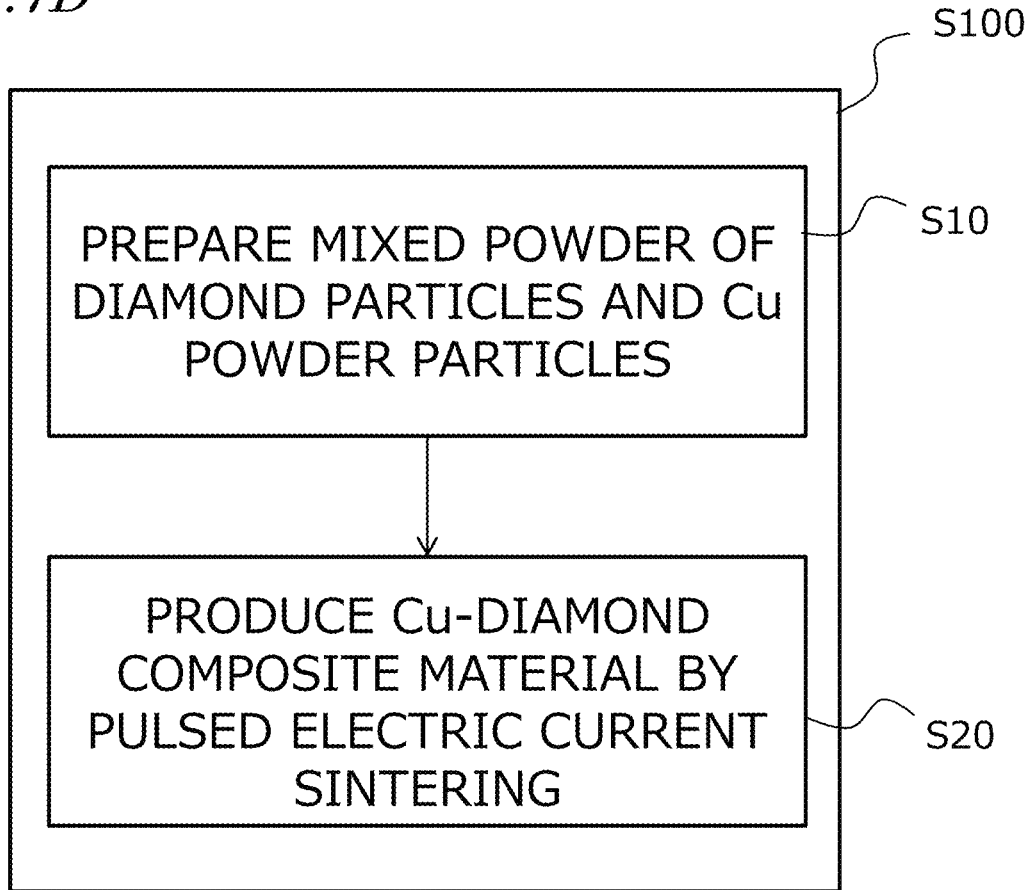 S100
PREPARE MIXED POWDER OF
DIAMOND PARTICLES AND Cu
POWDER PARTICLES
S10
PRODUCE Cu-DIAMOND
COMPOSITE MATERIAL BY
PULSED ELECTRIC CURRENT
SINTERING
S20